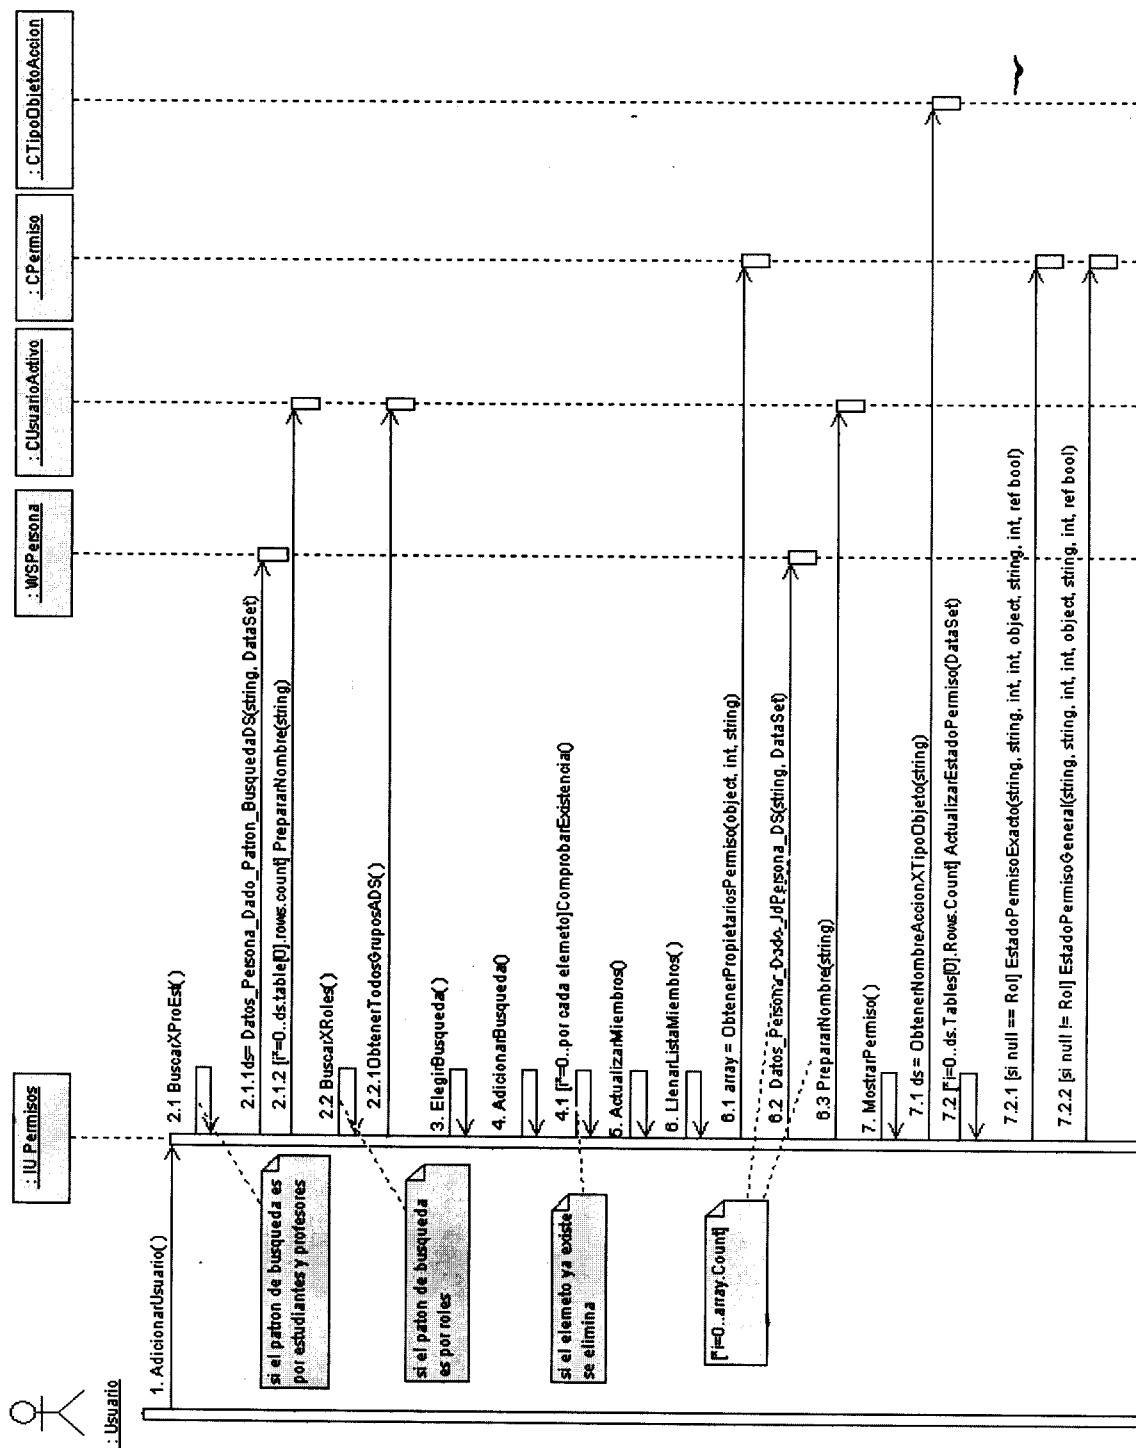 : Usuario
: IU Permisos
: WSPersona
: CUsuarioActivo
: CPermiso
: CTipoObjetoAccion
1. AdicionarUsuario()
2.1 BuscarXProEst()
si el patron de busqueda es
por estudiantes y profesores
2.1.1ds= Datos_Persona_Dado_Patron_BusquedaDS(string, DataSet)
2.1.2 [i*=0..ds.table[0].rows.count] PrepararNombre(string)
2.2 BuscarXRoles()
si el paton de busqueda
es por roles
2.2.1ObtenerTodosGruposADS()
3. ElegirBusqueda()
4. AdicionarBusqueda()
4.1 [i*=0..por cada elemeto]ComprobarExistencia()
si el elemeto ya existe
se elimina
5. ActualizarMiembros()
6. LlenarListaMiembros()
6.1 array = ObtenerPropietariosPermiso(object, int, string)
[*i=0..array.Count]
6.2 Datos_Persona_Dado_IdPersona_DS(string, DataSet)
6.3 PrepararNombre(string)
7. MostrarPermiso()
7.1 ds = ObtenerNombreAccionXTipoObjeto(string)
7.2 [*i=0..ds.Tables[0].Rows.Count] ActualizarEstadoPermiso(DataSet)
7.2.1 [si null == Rol] EstadoPermisoExacto(string, string, int, int, object, string, int, ref bool)
7.2.2 [si null != Rol] EstadoPermisoGeneral(string, string, int, int, object, string, int, ref bool)